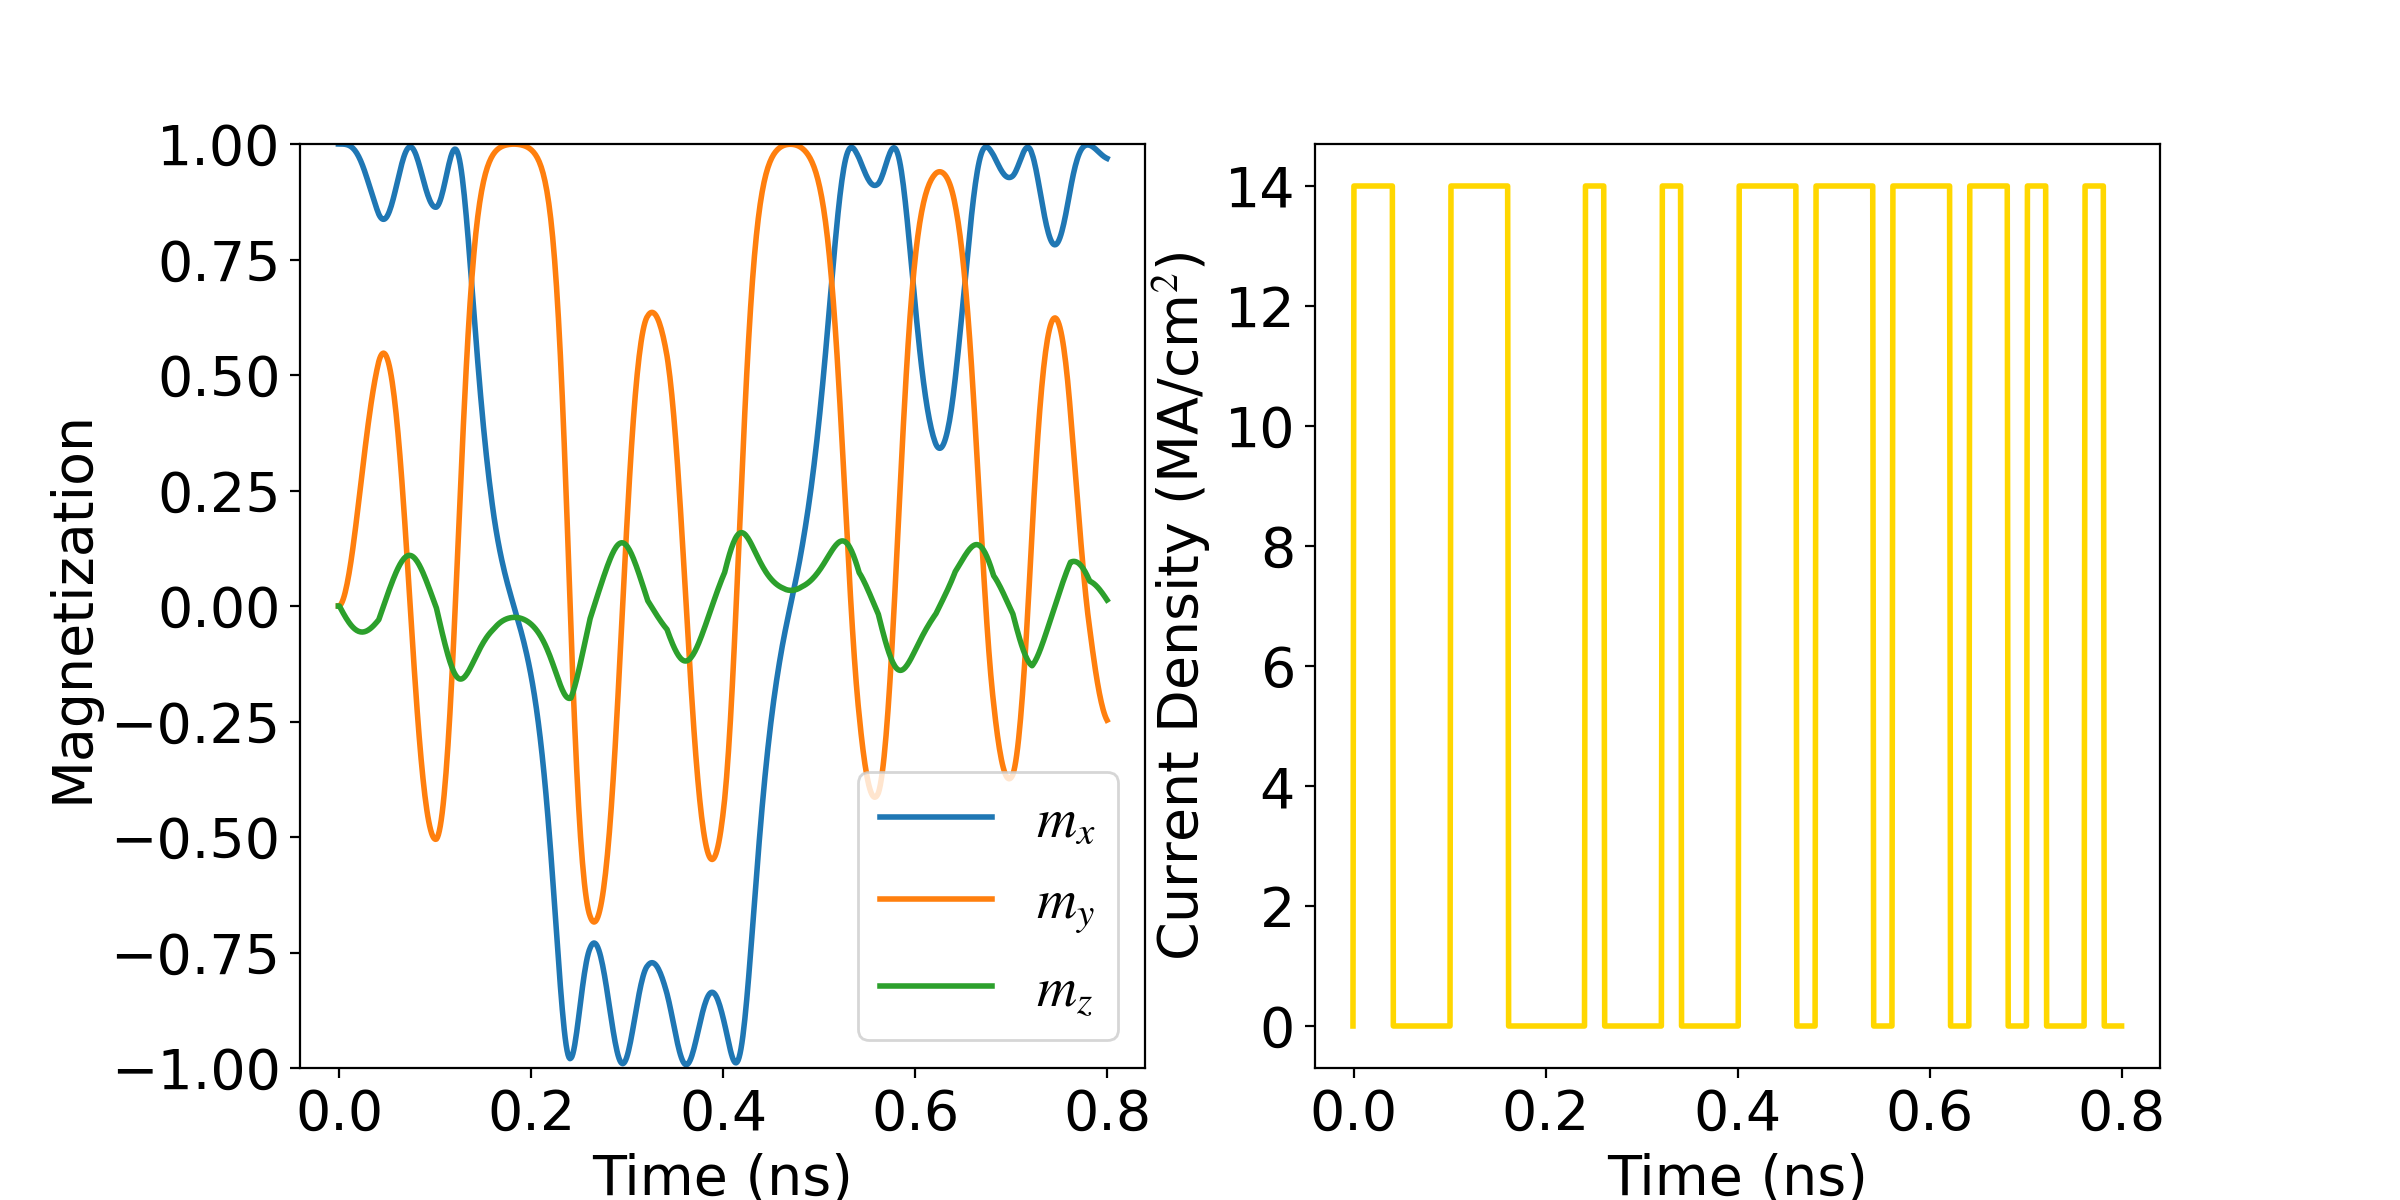 Magnetization
1.00
0.75
0.50
0.25
0.00
−0.25
−0.50
−0.75
−1.00
0.0 0.2 0.4 0.6 0.8
Time (ns)
mₓ
m_y
m_z
Current Density (MA/cm²)
14
12
10
8
6
4
2
0
0.0 0.2 0.4 0.6 0.8
Time (ns)